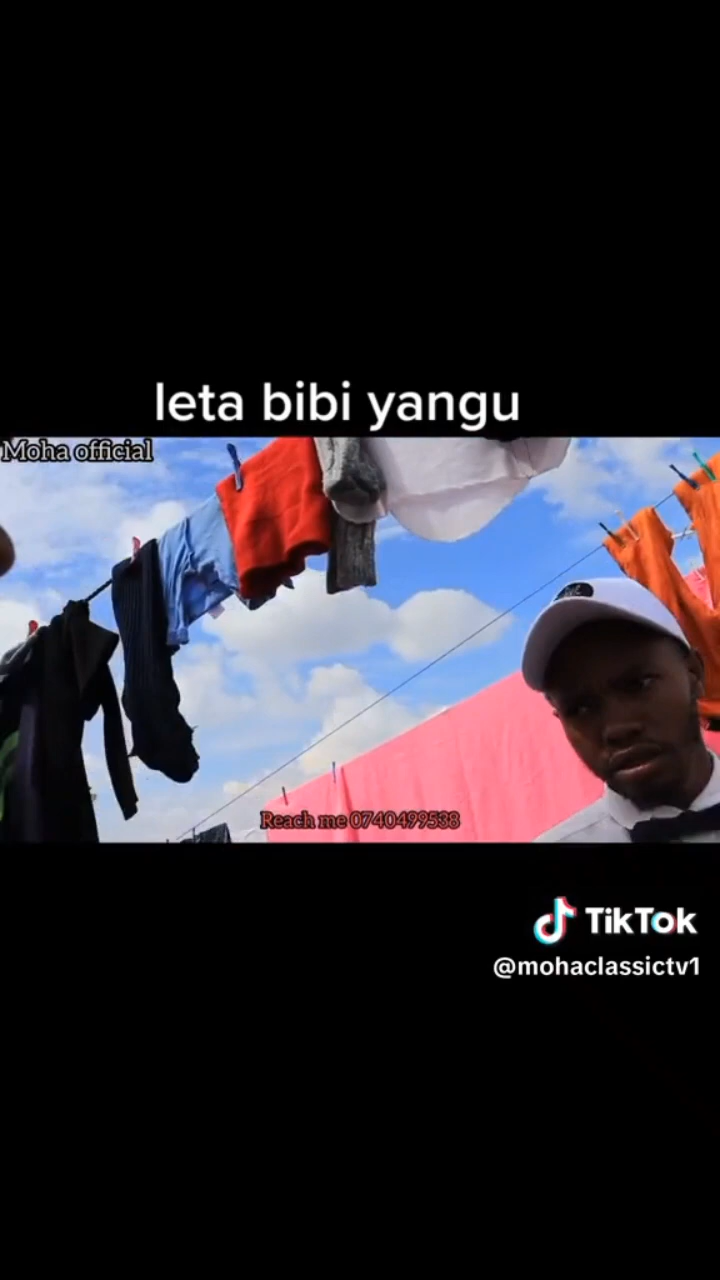 leta bibi yangu
Moha official
Reach me 0740499538
TikTok
@mohaclassictv1